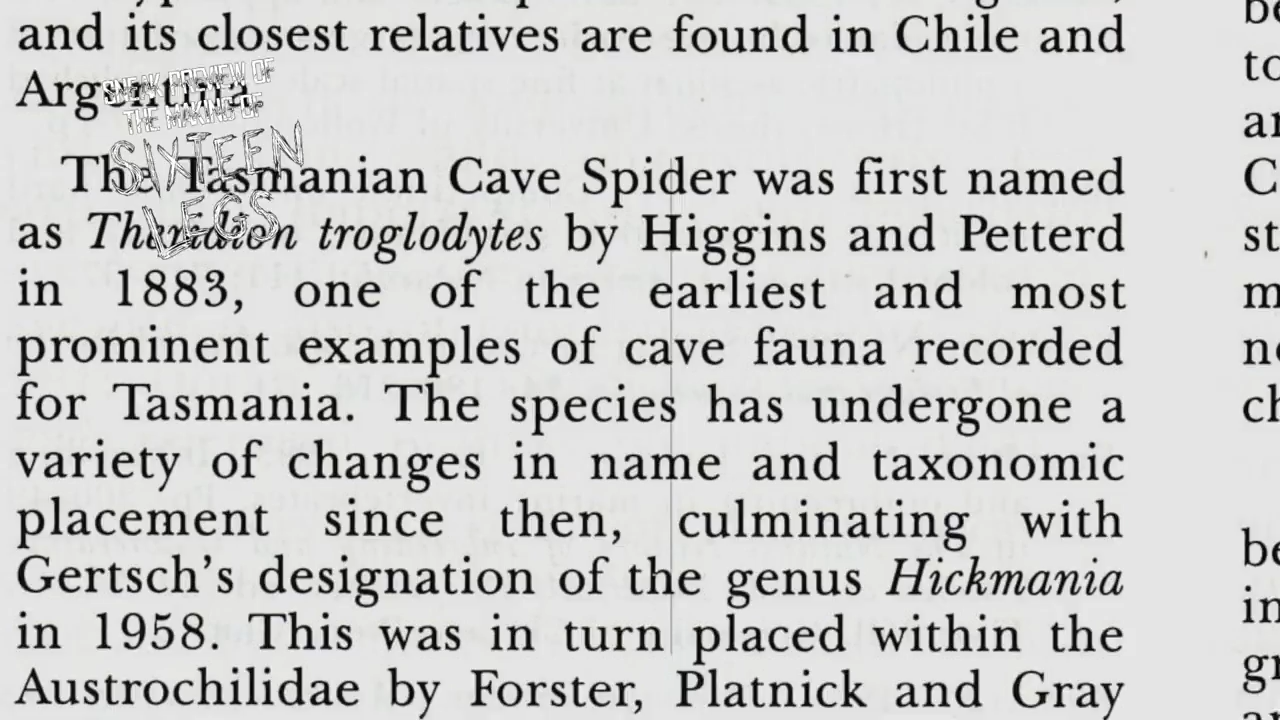 and its closest relatives are found in Chile and
Argentina.
The Tasmanian Cave Spider was first named
as Theridion troglodytes by Higgins and Petterd
in 1883, one of the earliest and most
prominent examples of cave fauna recorded
for Tasmania. The species has undergone a
variety of changes in name and taxonomic
placement since then, culminating with
Gertsch's designation of the genus Hickmania
in 1958. This was in turn placed within the
Austrochilidae by Forster, Platnick and Gray
SNEAK PREVIEW OF
THE MAKING OF
SIXTEEN
LEGS